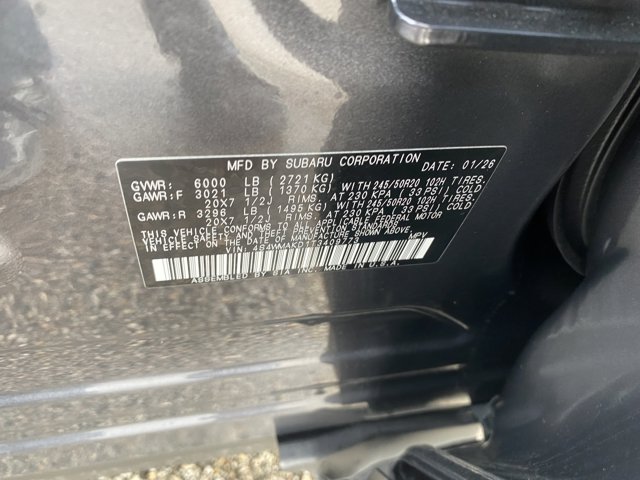 MFD BY SUBARU CORPORATION DATE: 01/26
GVWR: 6000 LB (2721 KG)
GAWR:F 3021 LB (1370 KG) WITH 245/50R20 102H TIRES,
20X7 1/2J RIMS, AT 230 KPA 33 PSI COLD
GAWR:R 3296 LB (1495 KG) WITH 245/50R20 102H TIRES,
20X7 1/2J RIMS, AT 230 KPA 33 PSI COLD
THIS VEHICLE CONFORMS TO ALL APPLICABLE FEDERAL MOTOR
VEHICLE SAFETY AND THEFT PREVENTION STANDARDS
IN EFFECT ON THE DATE OF MANUFACTURE SHOWN ABOVE.
VIN: MPV
ASSEMBLED BY SIA INC. MADE IN U.S.A